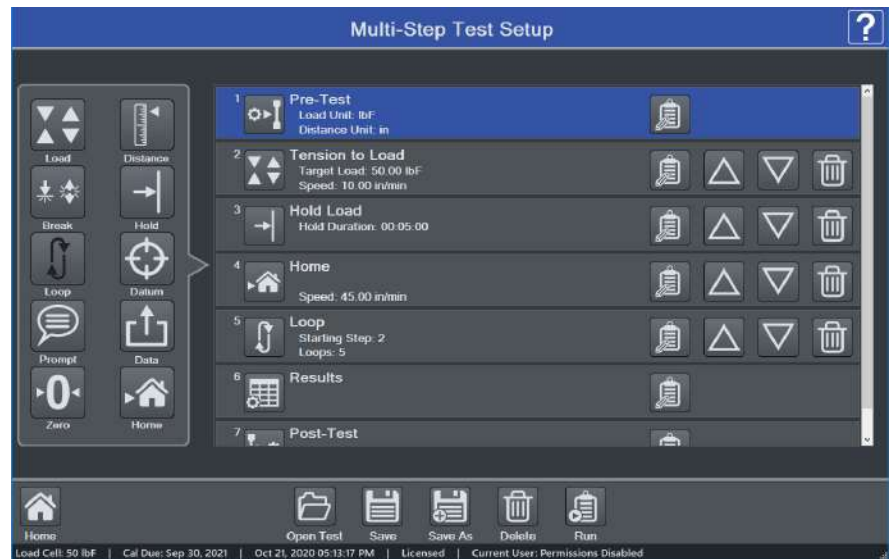 Multi-Step Test Setup
?
Load
Distance
Break
Hold
Loop
Datum
Prompt
Data
0
Zero
Home
1
Pre-Test
Load Unit: lbF
Distance Unit: in
2
Tension to Load
Target Load: 50.00 lbF
Speed: 10.00 in/min
3
Hold Load
Hold Duration: 00:05:00
4
Home
Speed: 45.00 in/min
5
Loop
Starting Step: 2
Loops: 5
6
Results
7
Post-Test
Home
Open Test
Save
Save As
Delete
Run
Load Cell: 50 lbF | Cal Due: Sep 30, 2021 | Oct 21, 2020 05:13:17 PM | Licensed | Current User: Permissions Disabled